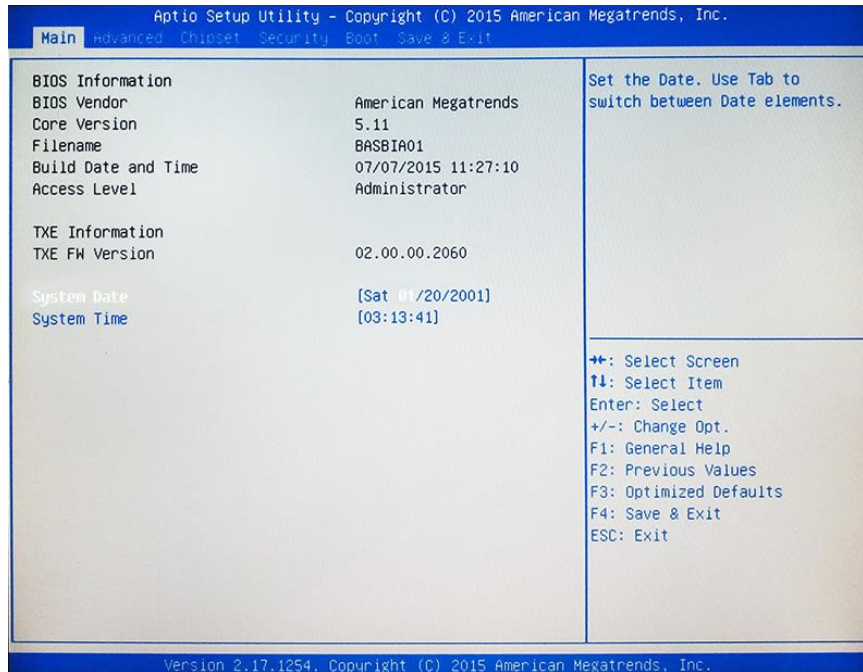 Aptio Setup Utility - Copyright (C) 2015 American Megatrends, Inc.
Main Advanced Chipset Security Boot Save & Exit
BIOS Information
BIOS Vendor American Megatrends
Core Version 5.11
Filename BASBIA01
Build Date and Time 07/07/2015 11:27:10
Access Level Administrator
TXE Information
TXE FW Version 02.00.00.2060
System Date [Sat 01/20/2001]
System Time [03:13:41]
Set the Date. Use Tab to
switch between Date elements.
→←: Select Screen
↑↓: Select Item
Enter: Select
+/-: Change Opt.
F1: General Help
F2: Previous Values
F3: Optimized Defaults
F4: Save & Exit
ESC: Exit
Version 2.17.1254. Copyright (C) 2015 American Megatrends, Inc.